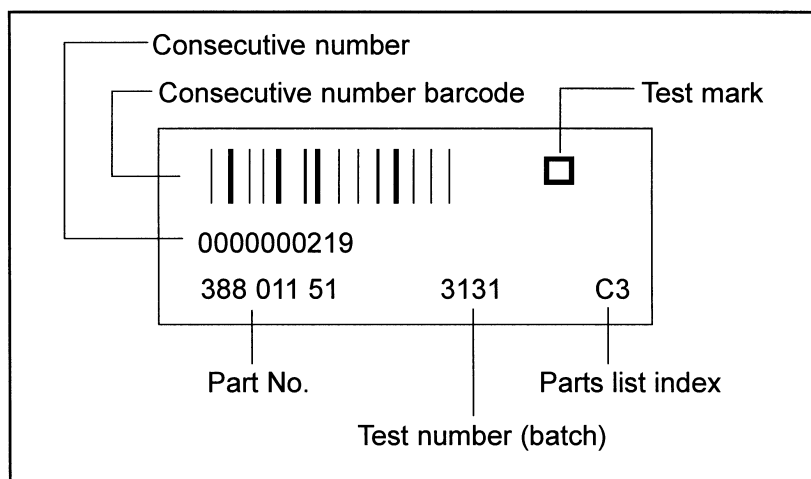 Consecutive number
Consecutive number barcode Test mark
0000000219
388 011 51 3131 C3
Part No. Parts list index
Test number (batch)